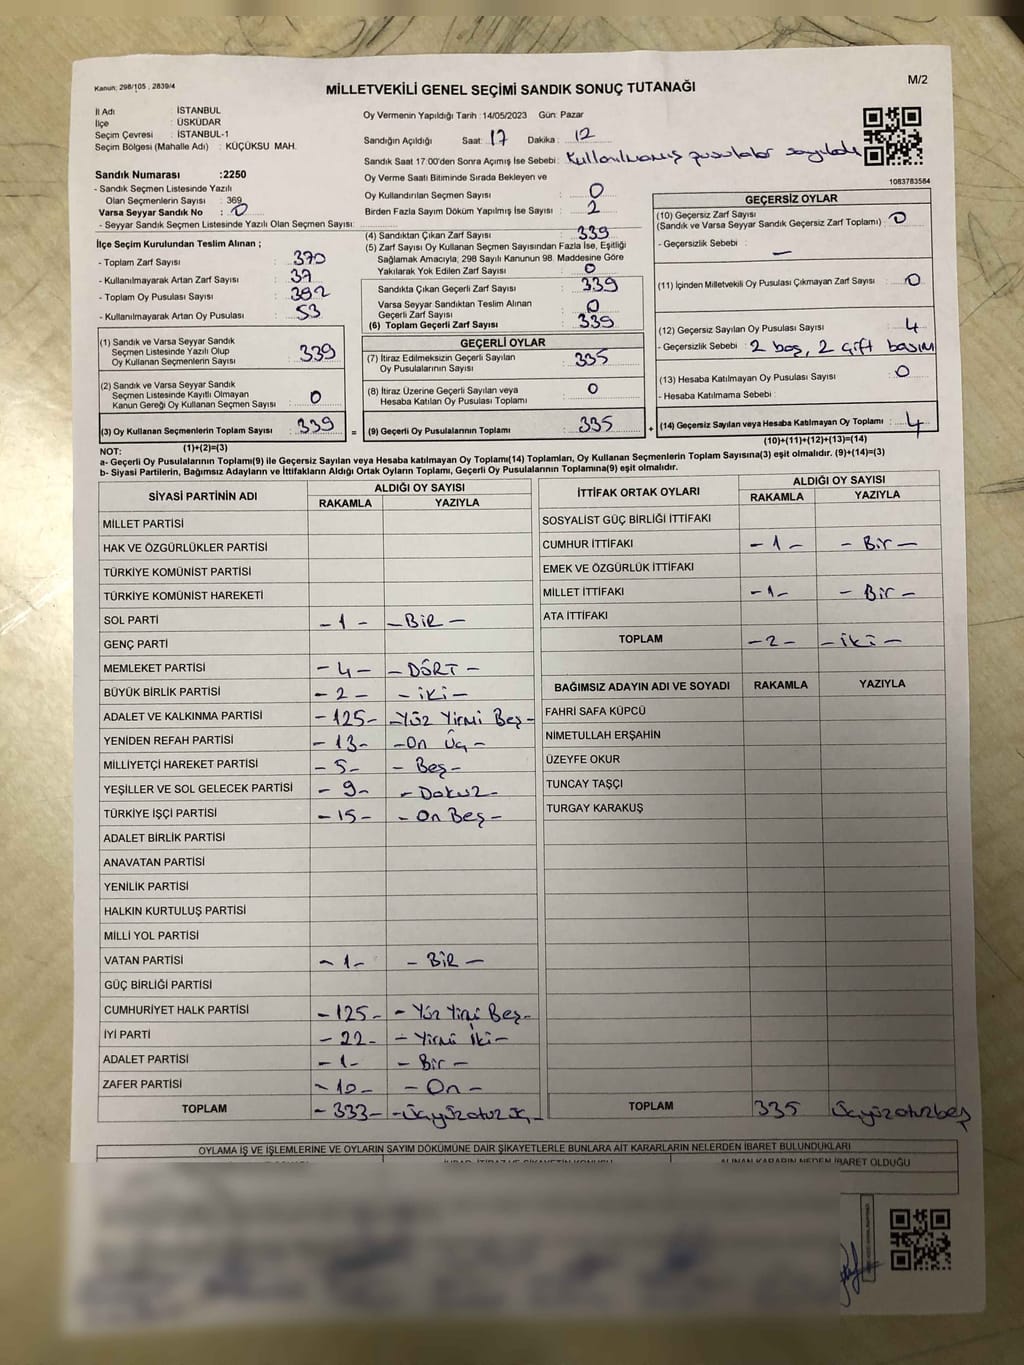 Kanun, 298/105 , 2839/4
MİLLETVEKİLİ GENEL SEÇİMİ SANDIK SONUÇ TUTANAĞI
M/2
İl Adı : İSTANBUL
İlçe : ÜSKÜDAR
Seçim Çevresi : İSTANBUL-1
Seçim Bölgesi (Mahalle Adı) : KÜÇÜKSU MAH.
Oy Vermenin Yapıldığı Tarih : 14/05/2023 Gün: Pazar
Sandığın Açıldığı Saat: 17 Dakika : 12
Sandık Saat 17:00'den Sonra Açımış İse Sebebi : Kullanılmamış pusulalar sayıldı
1083783584
Sandık Numarası :2250
- Sandık Seçmen Listesinde Yazılı
Olan Seçmenlerin Sayısı : 369
Varsa Seyyar Sandık No : 0
- Seyyar Sandık Seçmen Listesinde Yazılı Olan Seçmen Sayısı:
Oy Verme Saati Bitiminde Sırada Bekleyen ve
Oy Kullandırılan Seçmen Sayısı : 0
Birden Fazla Sayım Döküm Yapılmış İse Sayısı : 2
İlçe Seçim Kurulundan Teslim Alınan ;
- Toplam Zarf Sayısı : 370
- Kullanılmayarak Artan Zarf Sayısı : 31
- Toplam Oy Pusulası Sayısı : 392
- Kullanılmayarak Artan Oy Pusulası : 53
(4) Sandıktan Çıkan Zarf Sayısı : 339
(5) Zarf Sayısı Oy Kullanan Seçmen Sayısından Fazla İse, Eşitliği
Sağlamak Amacıyla, 298 Sayılı Kanunun 98. Maddesine Göre
Yakılarak Yok Edilen Zarf Sayısı : 0
Sandıkta Çıkan Geçerli Zarf Sayısı : 339
Varsa Seyyar Sandıktan Teslim Alınan
Geçerli Zarf Sayısı : 0
(6) Toplam Geçerli Zarf Sayısı : 339
GEÇERSİZ OYLAR
(10) Geçersiz Zarf Sayısı
(Sandık ve Varsa Seyyar Sandık Geçersiz Zarf Toplamı) : 0
- Geçersizlik Sebebi : —
(11) İçinden Milletvekili Oy Pusulası Çıkmayan Zarf Sayısı : 0
(12) Geçersiz Sayılan Oy Pusulası Sayısı : 4
- Geçersizlik Sebebi : 2 boş, 2 çift basım
(13) Hesaba Katılmayan Oy Pusulası Sayısı : 0
- Hesaba Katılmama Sebebi :
(14) Geçersiz Sayılan veya Hesaba Katılmayan Oy Toplamı : 4
(10)+(11)+(12)+(13)=(14)
(1) Sandık ve Varsa Seyyar Sandık
Seçmen Listesinde Yazılı Olup
Oy Kullanan Seçmenlerin Sayısı : 339
(2) Sandık ve Varsa Seyyar Sandık
Seçmen Listesinde Kayıtlı Olmayan
Kanun Gereği Oy Kullanan Seçmen Sayısı : 0
(3) Oy Kullanan Seçmenlerin Toplam Sayısı : 339 =
(1)+(2)=(3)
GEÇERLİ OYLAR
(7) İtiraz Edilmeksizin Geçerli Sayılan
Oy Pusulalarının Sayısı : 335
(8) İtiraz Üzerine Geçerli Sayılan veya
Hesaba Katılan Oy Pusulası Toplamı : 0
(9) Geçerli Oy Pusulalarının Toplamı : 335 +
NOT:
a- Geçerli Oy Pusulalarının Toplamı(9) ile Geçersiz Sayılan veya Hesaba katılmayan Oy Toplamı(14) Toplamları, Oy Kullanan Seçmenlerin Toplam Sayısına(3) eşit olmalıdır. (9)+(14)=(3)
b- Siyasi Partilerin, Bağımsız Adayların ve İttifakların Aldığı Ortak Oyların Toplamı, Geçerli Oy Pusulalarının Toplamına(9) eşit olmalıdır.
SİYASİ PARTİNİN ADI ALDIĞI OY SAYISI
RAKAMLA YAZIYLA
MİLLET PARTİSİ
HAK VE ÖZGÜRLÜKLER PARTİSİ
TÜRKİYE KOMÜNİST PARTİSİ
TÜRKİYE KOMÜNİST HAREKETİ
SOL PARTİ - 1 - - BİR -
GENÇ PARTİ
MEMLEKET PARTİSİ - 4 - - DÖRT -
BÜYÜK BİRLİK PARTİSİ - 2 - - iki -
ADALET VE KALKINMA PARTİSİ - 125 - - Yüz Yirmi Beş -
YENİDEN REFAH PARTİSİ - 13 - - On Üç -
MİLLİYETÇİ HAREKET PARTİSİ - 5 - - Beş -
YEŞİLLER VE SOL GELECEK PARTİSİ - 9 - - Dokuz -
TÜRKİYE İŞÇİ PARTİSİ - 15 - - On Beş -
ADALET BİRLİK PARTİSİ
ANAVATAN PARTİSİ
YENİLİK PARTİSİ
HALKIN KURTULUŞ PARTİSİ
MİLLİ YOL PARTİSİ
VATAN PARTİSİ - 1 - - BİR -
GÜÇ BİRLİĞİ PARTİSİ
CUMHURİYET HALK PARTİSİ - 125 - - Yüz Yirmi Beş -
İYİ PARTİ - 22 - - Yirmi İki -
ADALET PARTİSİ - 1 - - Bir -
ZAFER PARTİSİ - 10 - - On -
TOPLAM - 333 - - üçyüzotuzüç -
İTTİFAK ORTAK OYLARI ALDIĞI OY SAYISI
RAKAMLA YAZIYLA
SOSYALİST GÜÇ BİRLİĞİ İTTİFAKI
CUMHUR İTTİFAKI - 1 - - Bir -
EMEK VE ÖZGÜRLÜK İTTİFAKI
MİLLET İTTİFAKI - 1 - - Bir -
ATA İTTİFAKI
TOPLAM - 2 - - iki -
BAĞIMSIZ ADAYIN ADI VE SOYADI RAKAMLA YAZIYLA
FAHRİ SAFA KÜPCÜ
NİMETULLAH ERŞAHİN
ÜZEYFE OKUR
TUNCAY TAŞÇI
TURGAY KARAKUŞ
TOPLAM 335 üçyüzotuzbeş
OYLAMA İŞ VE İŞLEMLERİNE VE OYLARIN SAYIM DÖKÜMÜNE DAİR ŞİKAYETLERLE BUNLARA AİT KARARLARIN NELERDEN İBARET BULUNDUKLARI
ALINAN KARARIN NEDEN İBARET OLDUĞU